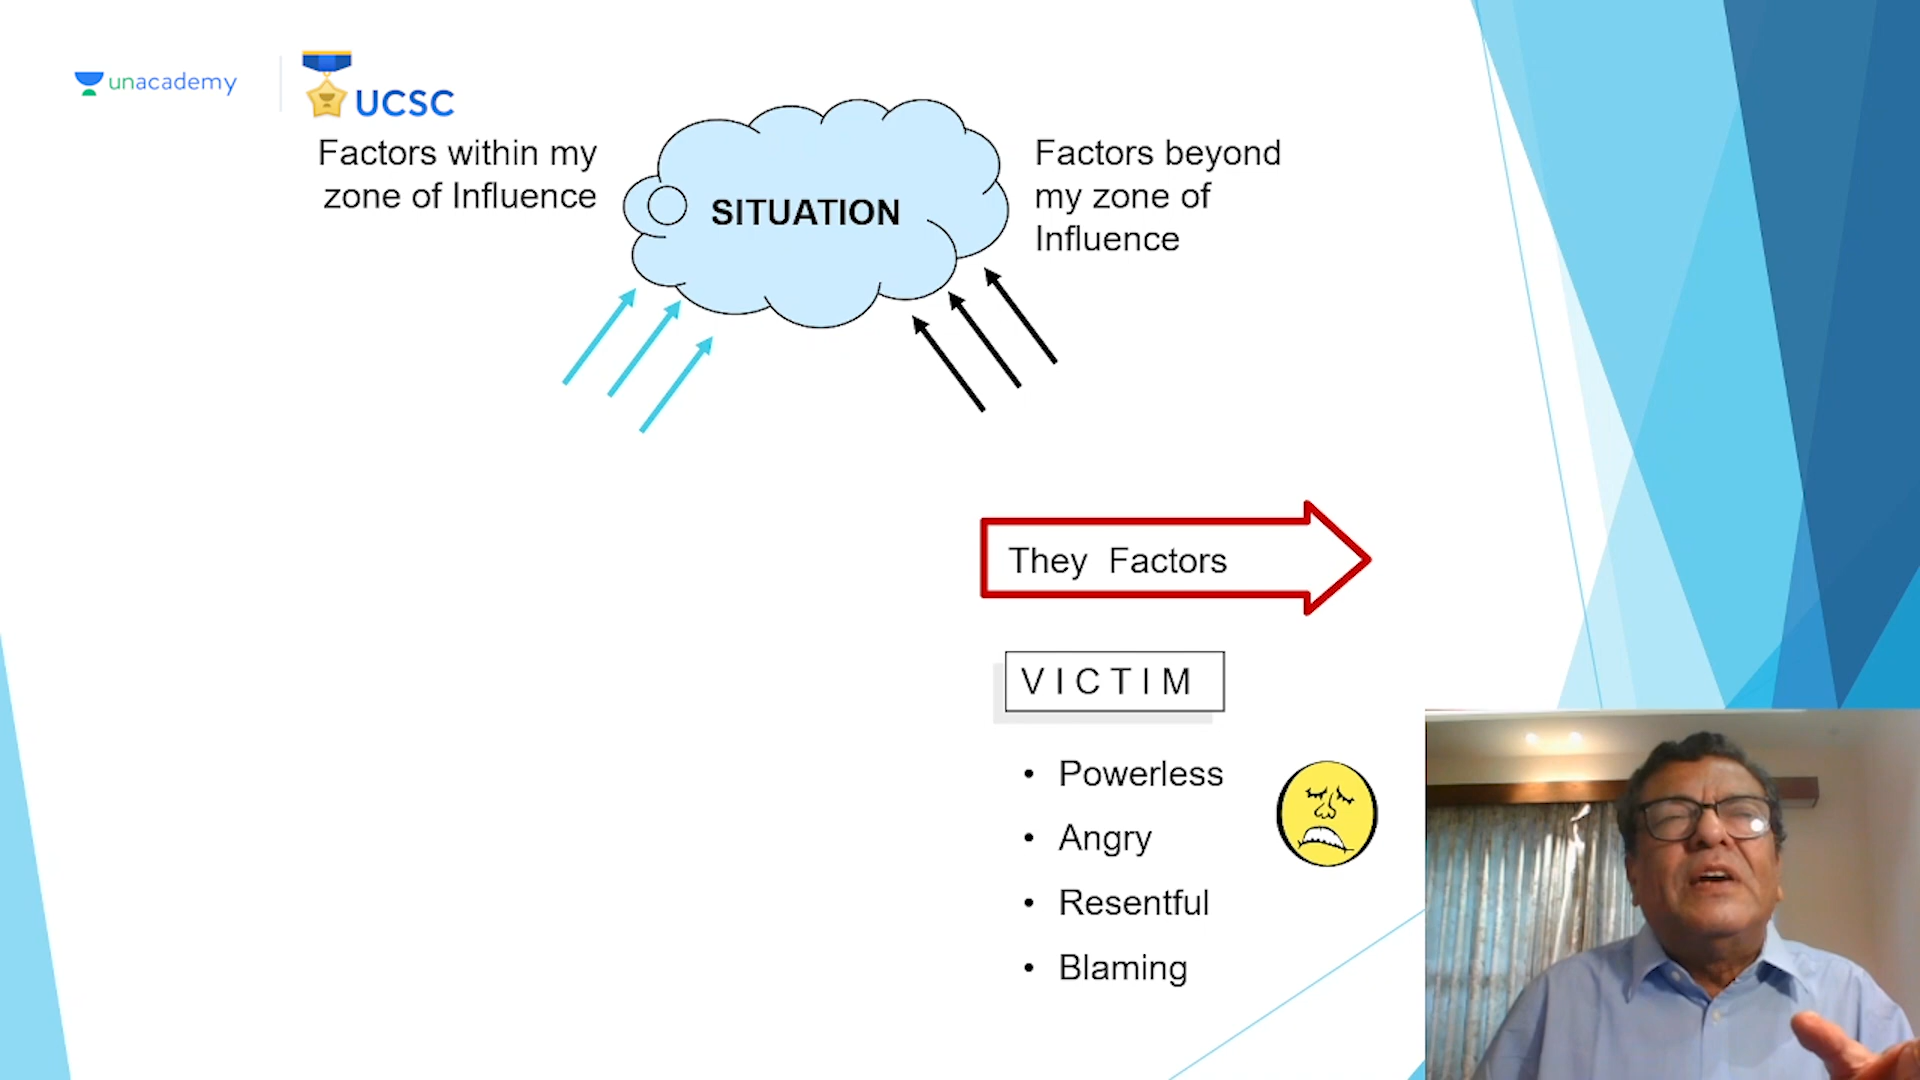 unacademy
UCSC
Factors within my
zone of Influence
SITUATION
Factors beyond
my zone of
Influence
They Factors
VICTIM
• Powerless
• Angry
• Resentful
• Blaming